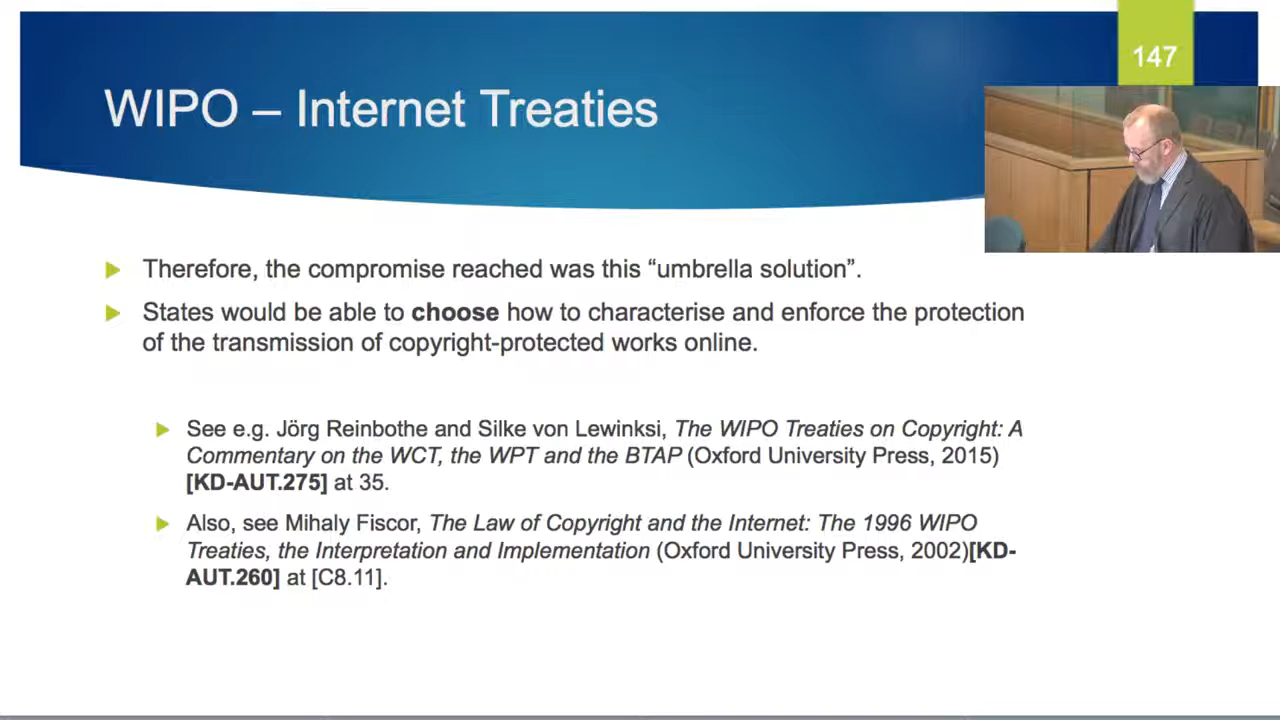 147
WIPO – Internet Treaties
Therefore, the compromise reached was this “umbrella solution”.
States would be able to choose how to characterise and enforce the protection
of the transmission of copyright-protected works online.
See e.g. Jörg Reinbothe and Silke von Lewinksi, The WIPO Treaties on Copyright: A
Commentary on the WCT, the WPT and the BTAP (Oxford University Press, 2015)
[KD-AUT.275] at 35.
Also, see Mihaly Fiscor, The Law of Copyright and the Internet: The 1996 WIPO
Treaties, the Interpretation and Implementation (Oxford University Press, 2002)[KD-
AUT.260] at [C8.11].